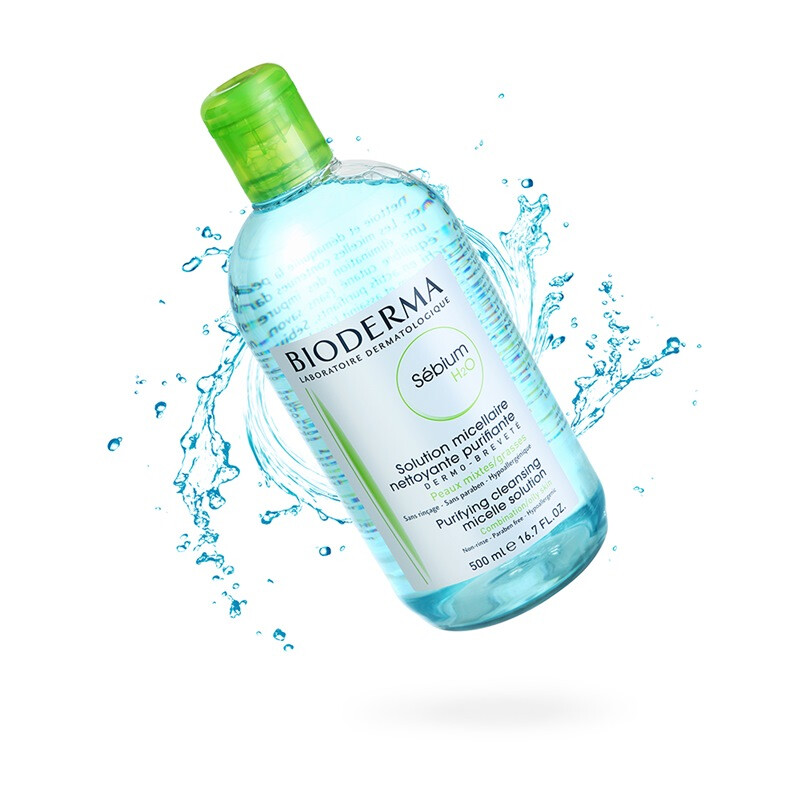 BIODERMA
LABORATOIRE DERMATOLOGIQUE
Sébium
H2O
Solution micellaire
nettoyante purifiante
DERMO-BREVETÉ
Peaux mixtes/grasses
Sans rinçage - Sans paraben - Hypoallergénique
Purifying cleansing
micelle solution
Combination/oily skin
Non-rinse - Paraben free - Hypoallergenic
500 ml e 16.7 FL.OZ.